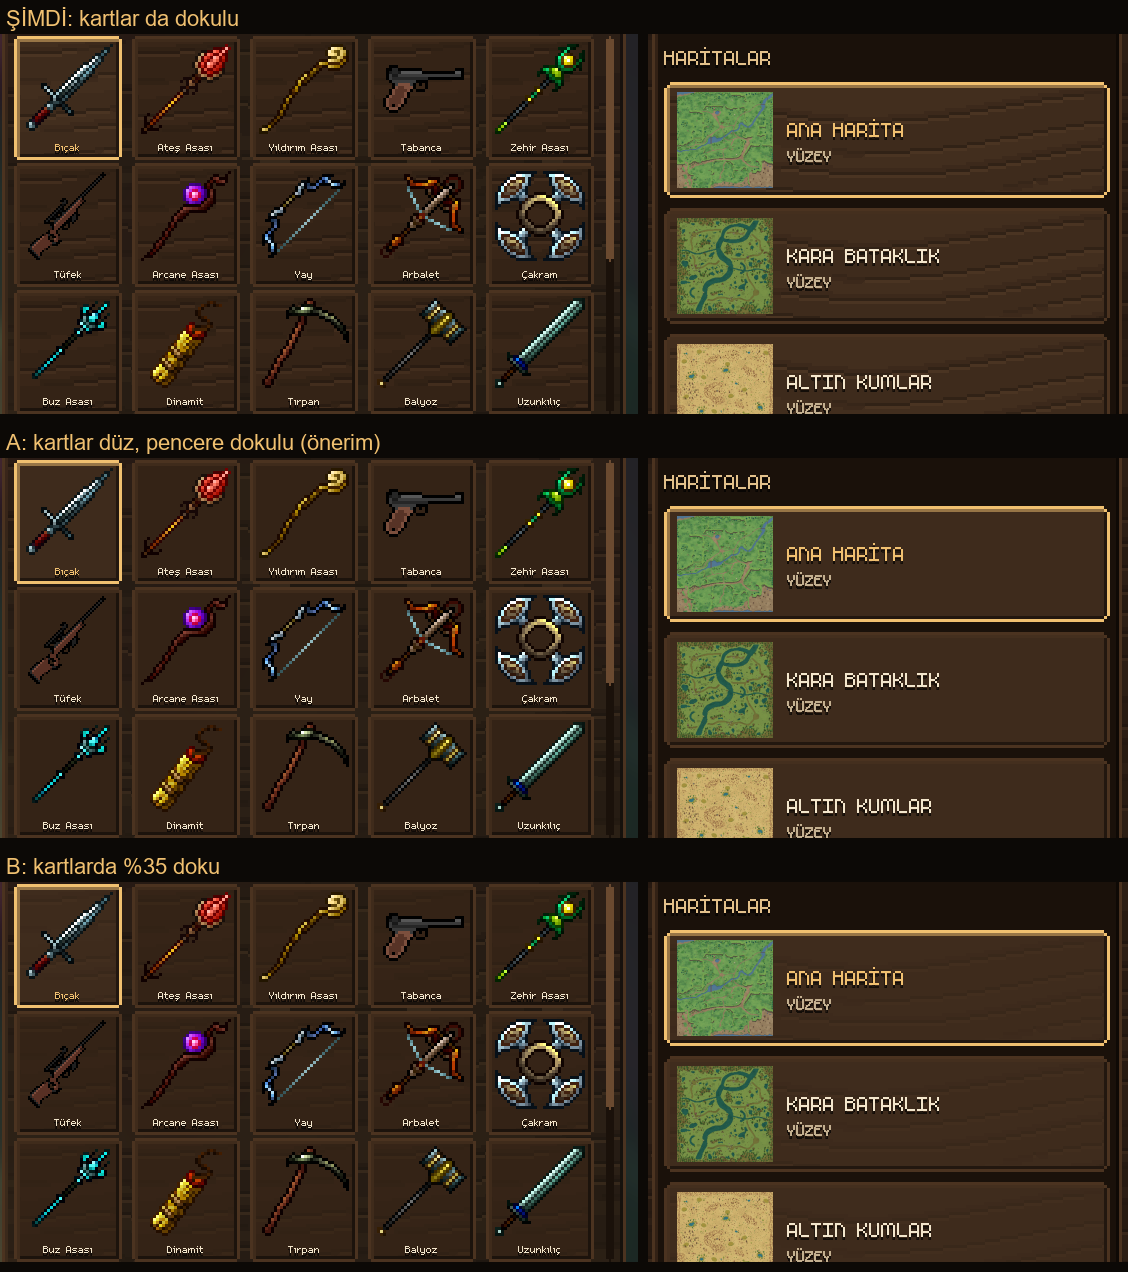 ŞİMDİ: kartlar da dokulu
Bıçak
Ateş Asası
Yıldırım Asası
Tabanca
Zehir Asası
Tüfek
Arcane Asası
Yay
Arbalet
Çakram
Buz Asası
Dinamit
Tırpan
Balyoz
Uzunkılıç
HARİTALAR
ANA HARİTA
YÜZEY
KARA BATAKLIK
YÜZEY
ALTIN KUMLAR
YÜZEY
A: kartlar düz, pencere dokulu (önerim)
Bıçak
Ateş Asası
Yıldırım Asası
Tabanca
Zehir Asası
Tüfek
Arcane Asası
Yay
Arbalet
Çakram
Buz Asası
Dinamit
Tırpan
Balyoz
Uzunkılıç
HARİTALAR
ANA HARİTA
YÜZEY
KARA BATAKLIK
YÜZEY
ALTIN KUMLAR
YÜZEY
B: kartlarda %35 doku
Bıçak
Ateş Asası
Yıldırım Asası
Tabanca
Zehir Asası
Tüfek
Arcane Asası
Yay
Arbalet
Çakram
Buz Asası
Dinamit
Tırpan
Balyoz
Uzunkılıç
HARİTALAR
ANA HARİTA
YÜZEY
KARA BATAKLIK
YÜZEY
ALTIN KUMLAR
YÜZEY